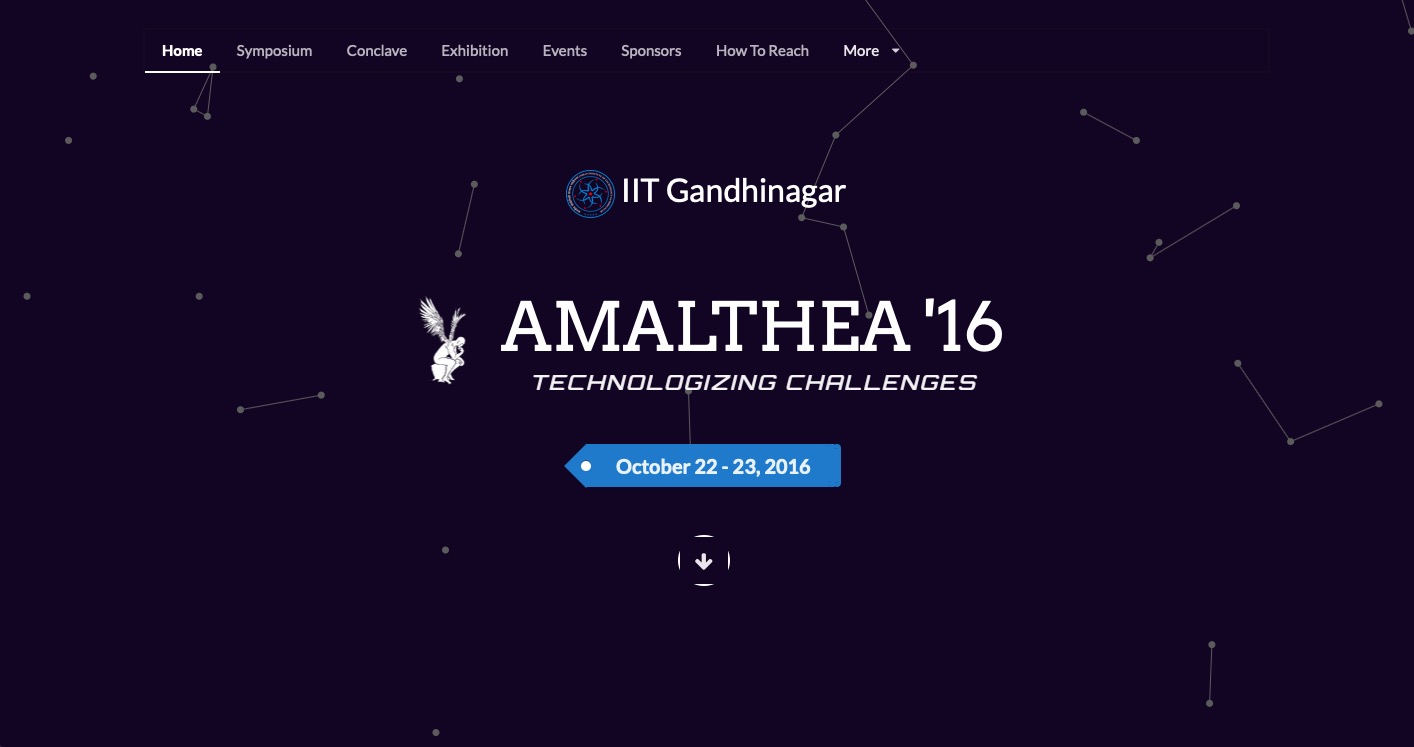 Home Symposium Conclave Exhibition Events Sponsors How To Reach More
IIT Gandhinagar
AMALTHEA '16
TECHNOLOGIZING CHALLENGES
October 22 - 23, 2016